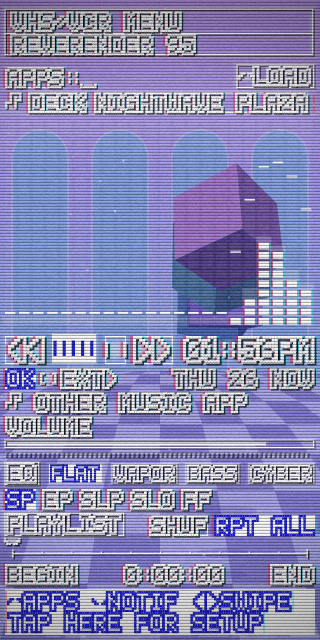 VHS/VCR MENU
REWERENDER 95
APPS:._ LOAD
DECK NIGHTWAVE PLAZA
01:56PM
OK EXT THU 26 NOV
OTHER MUSIC APP
VOLUME
EQ FLAT VAPOR BASS CYBER
SP EP SLP SLO FF
PLAYLIST SHUF RPT ALL
BEGIN 0:00:00 END
APPS NOTIF SWIPE
TAP HERE FOR SETUP